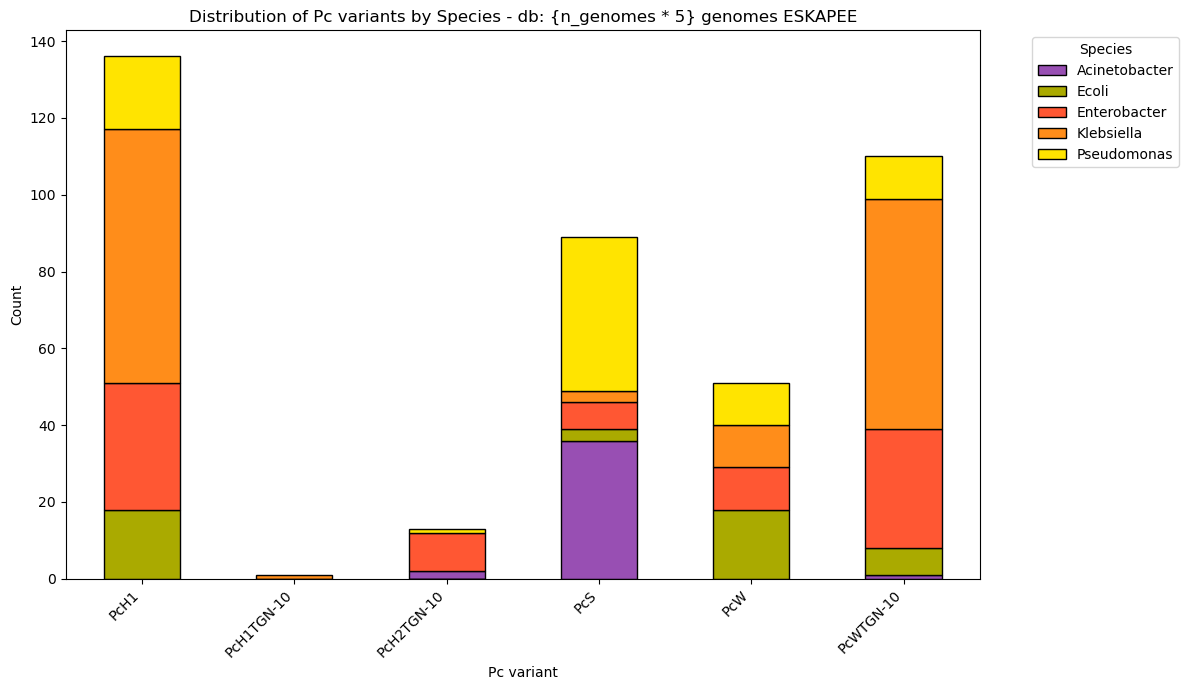 Distribution of Pc variants by Species - db: {n_genomes * 5} genomes ESKAPEE
Count
140
120
100
80
60
40
20
0
PcH1
PcH1TGN-10
PcH2TGN-10
PcS
PcW
PcWTGN-10
Pc variant
Species
Acinetobacter
Ecoli
Enterobacter
Klebsiella
Pseudomonas